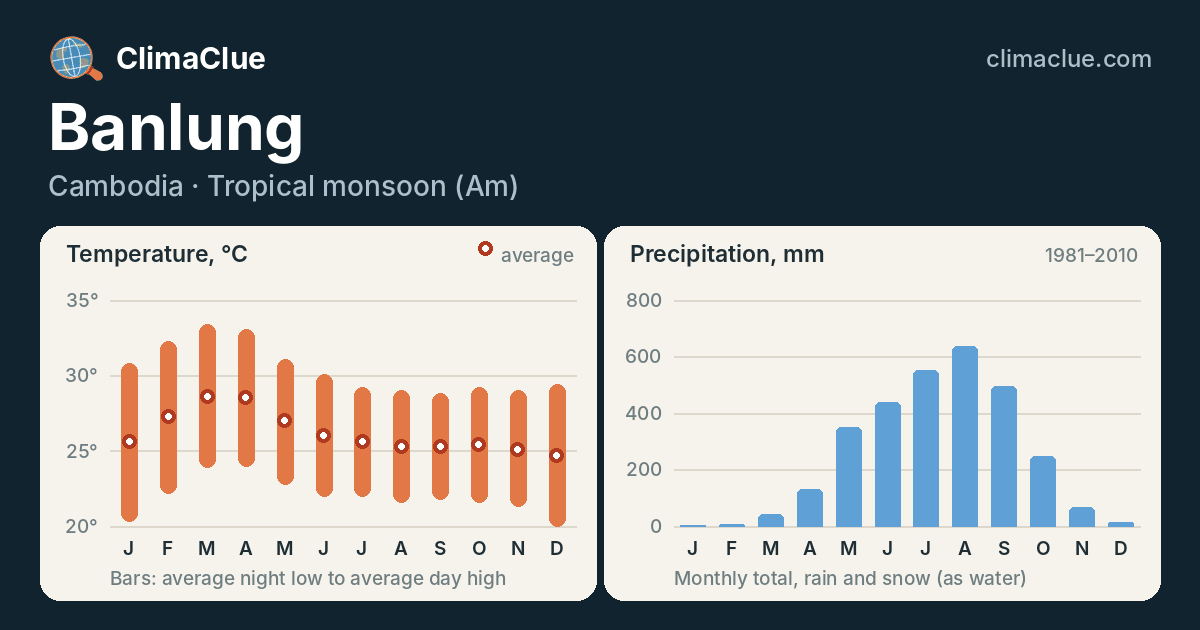 ClimaClue
climaclue.com
Banlung
Cambodia · Tropical monsoon (Am)
Temperature, °C
average
35°
30°
25°
20°
J F M A M J J A S O N D
Bars: average night low to average day high
Precipitation, mm
1981–2010
800
600
400
200
0
J F M A M J J A S O N D
Monthly total, rain and snow (as water)